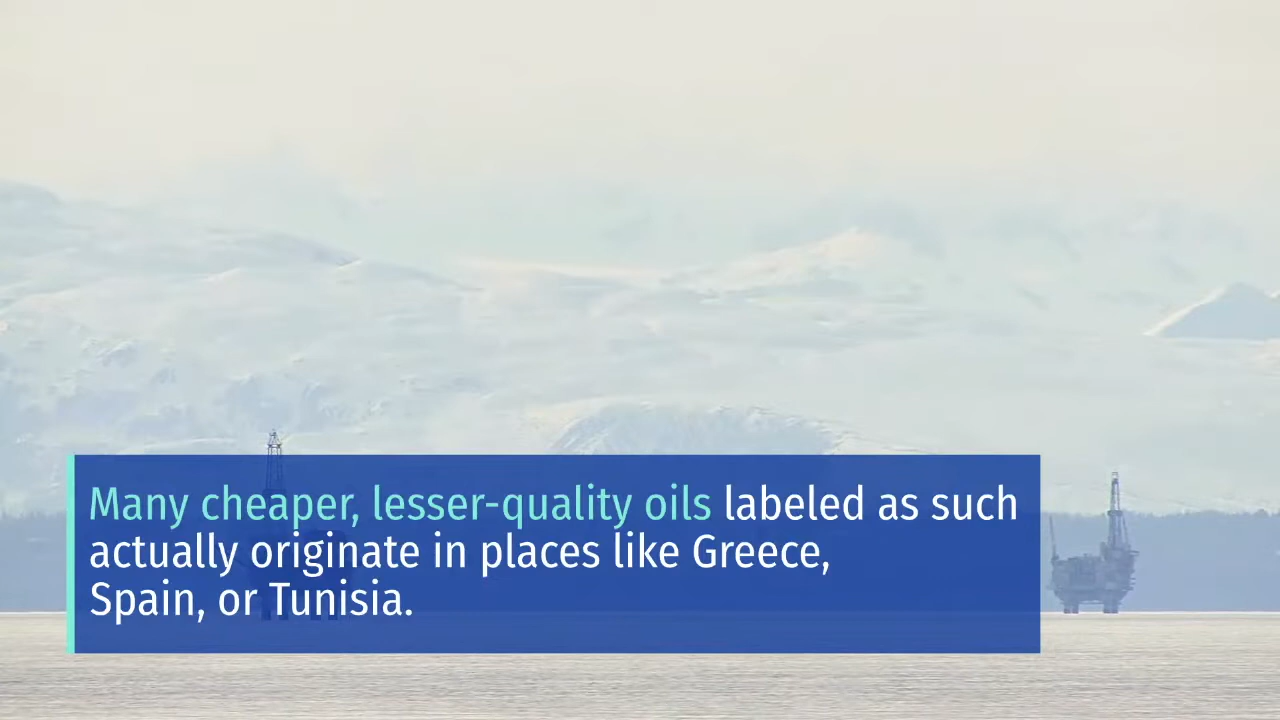 Many cheaper, lesser-quality oils labeled as such
actually originate in places like Greece,
Spain, or Tunisia.